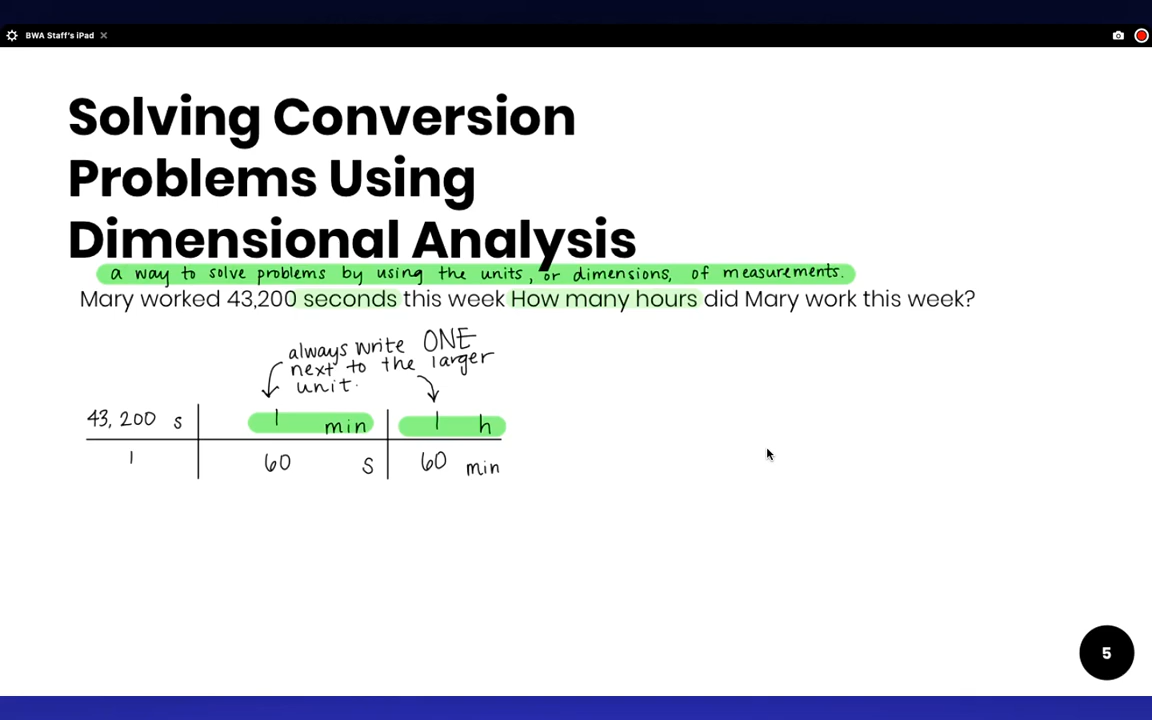 BWA Staff's iPad
Solving Conversion
Problems Using
Dimensional Analysis
a way to solve problems by using the units, or dimensions, of measurements.
Mary worked 43,200 seconds this week How many hours did Mary work this week?
always write ONE
next to the larger
unit.
43,200 s 1 min 1 h
1 60 s 60 min
5